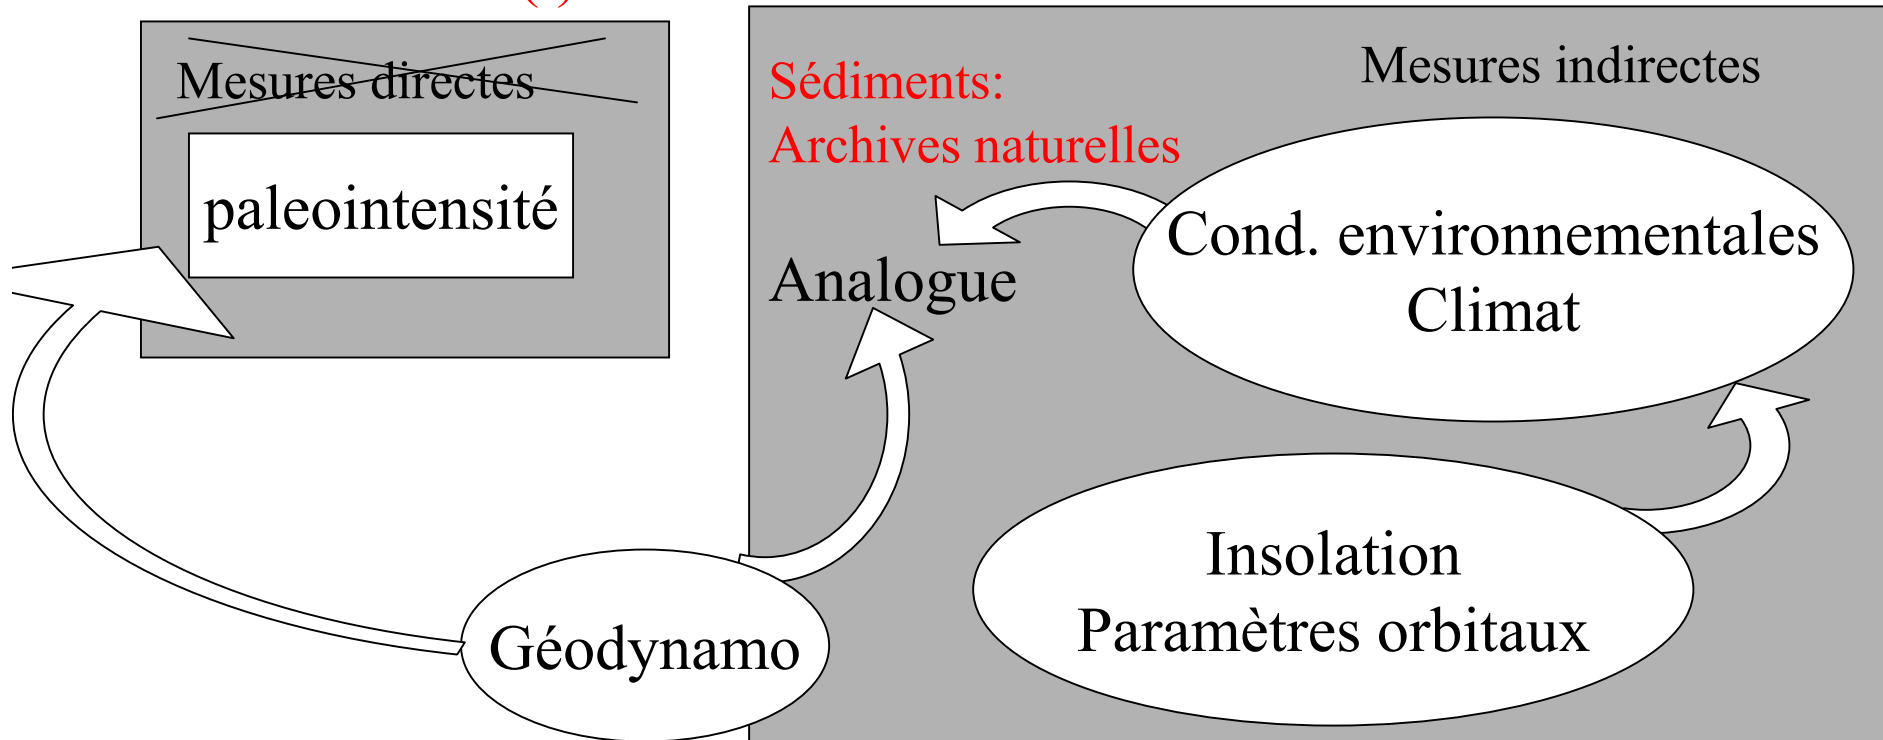 Mesures directes
paleointensité
Sédiments:
Archives naturelles
Mesures indirectes
Analogue
Cond. environnementales
Climat
Insolation
Paramètres orbitaux
Géodynamo